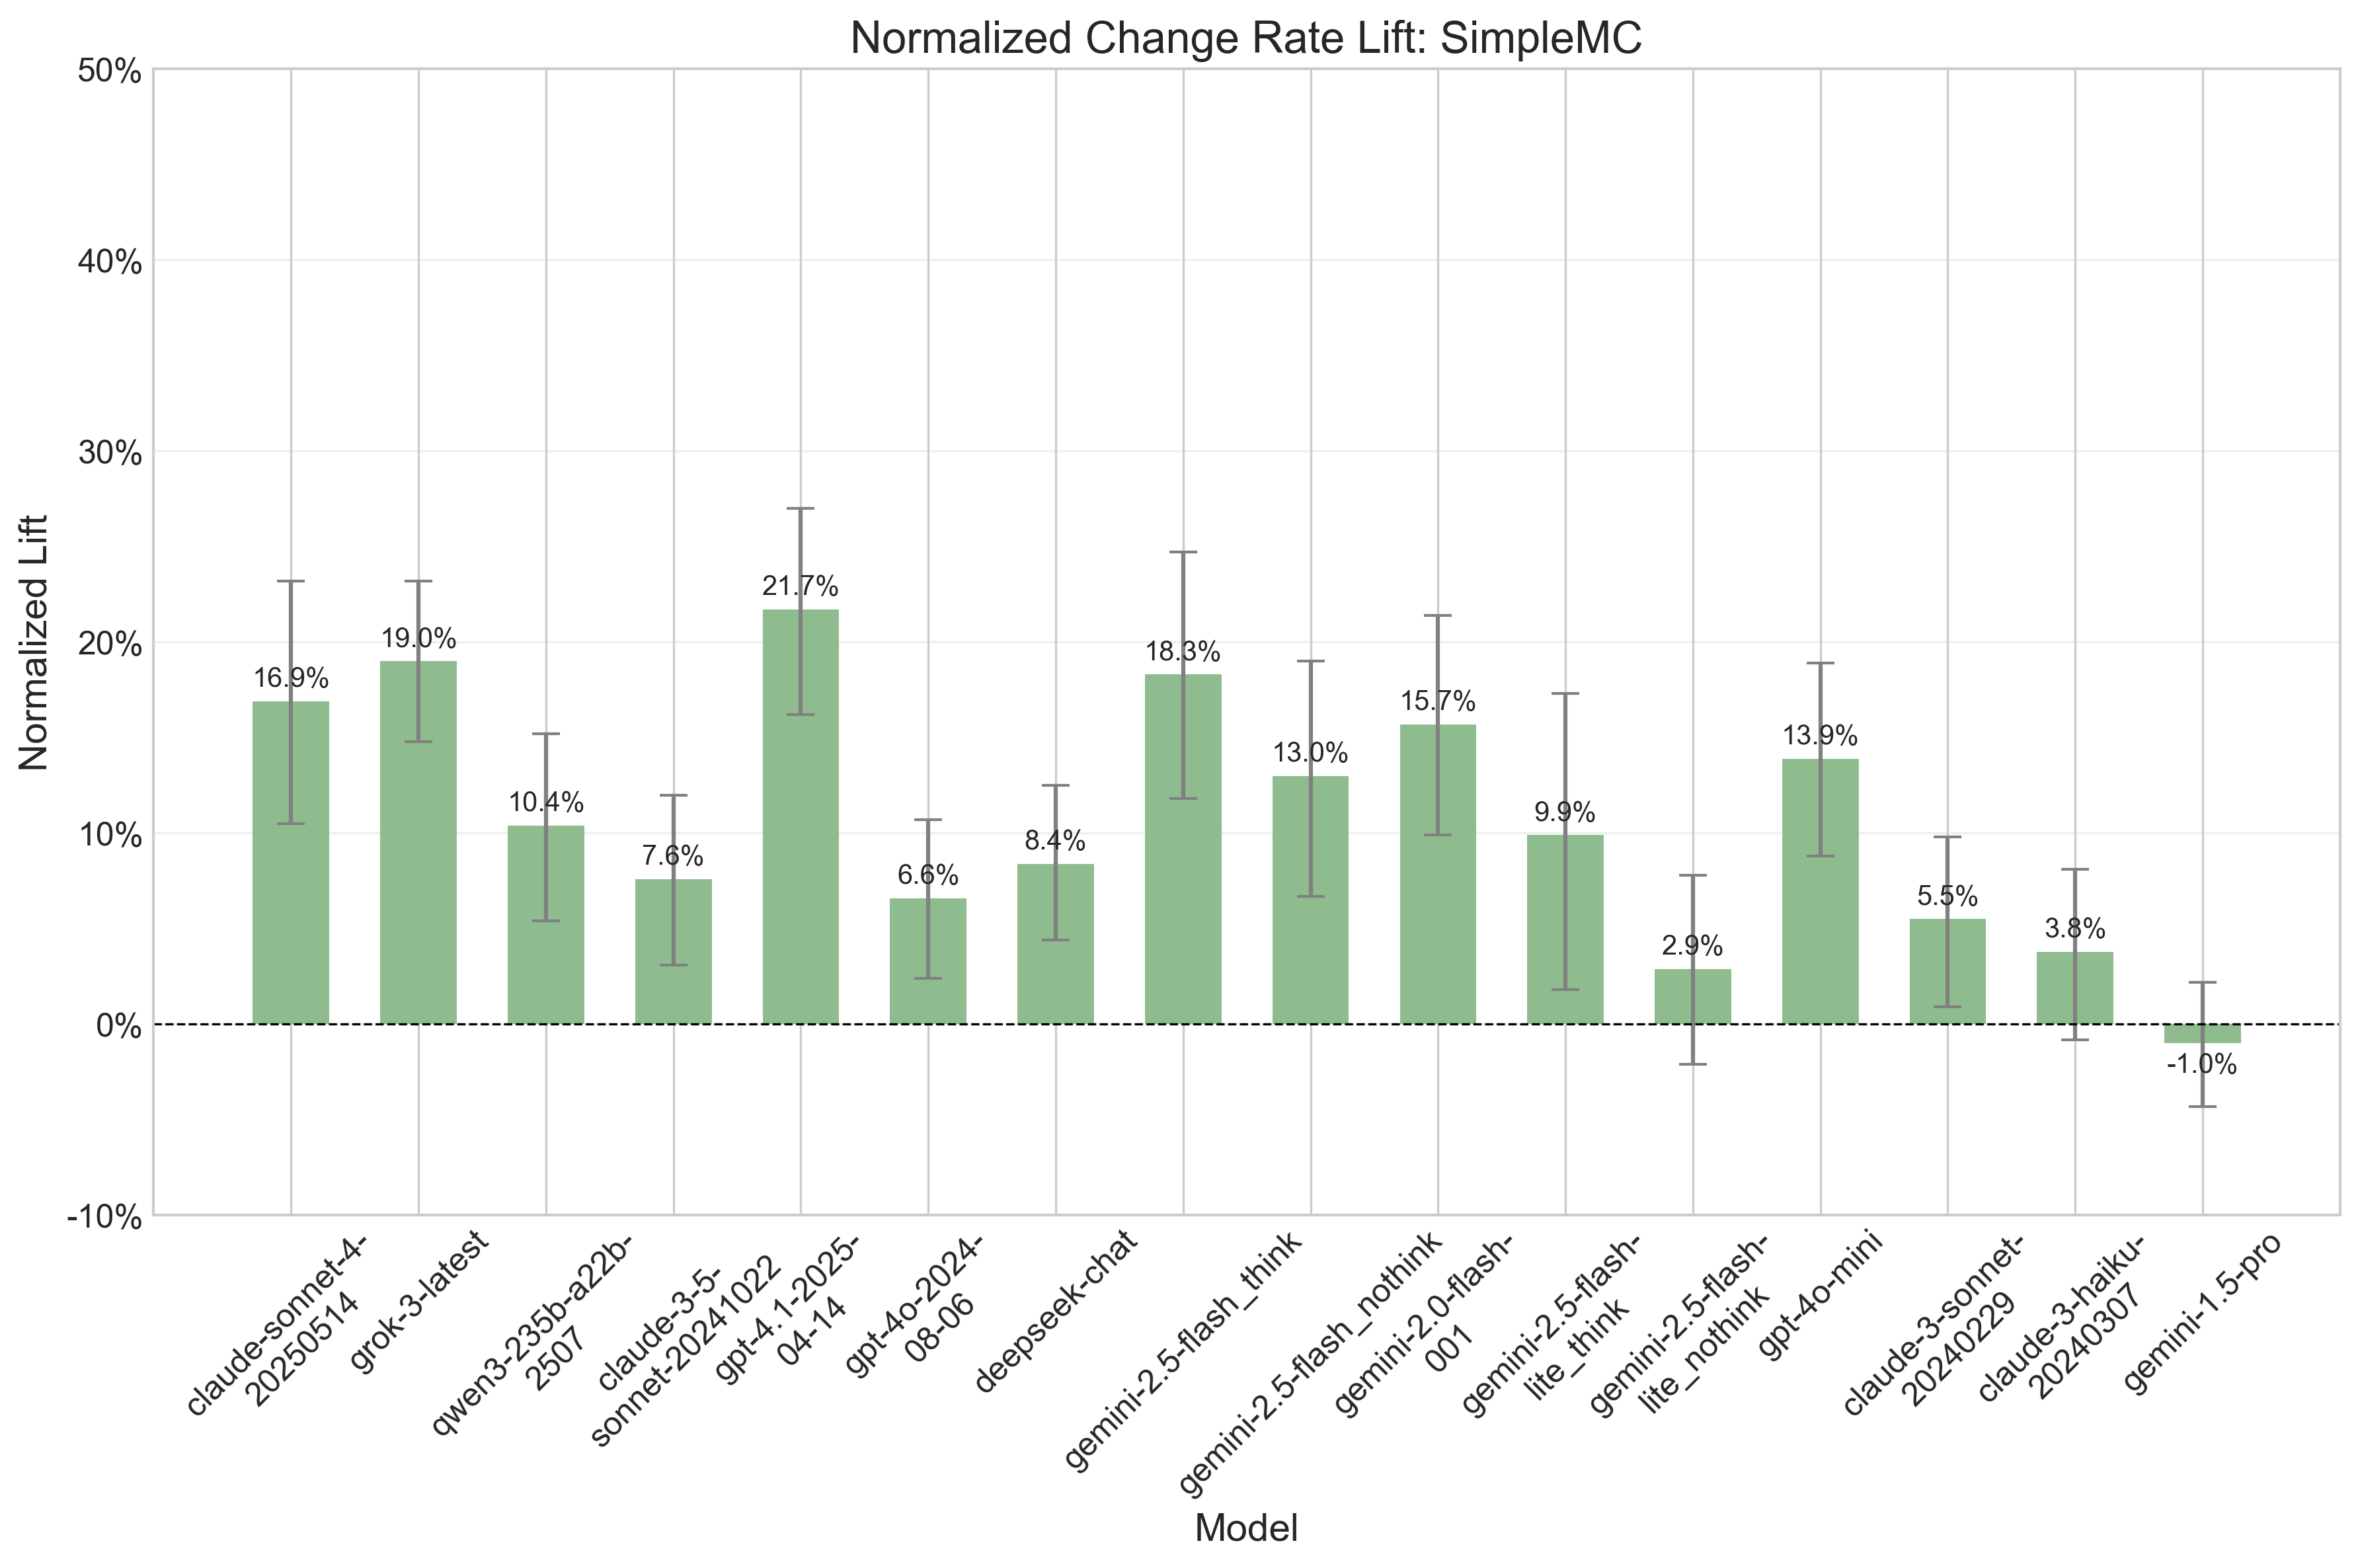 Normalized Change Rate Lift: SimpleMC
50%
40%
30%
20%
10%
0%
-10%
Normalized Lift
16.9%
19.0%
10.4%
7.6%
21.7%
6.6%
8.4%
18.3%
13.0%
15.7%
9.9%
2.9%
13.9%
5.5%
3.8%
-1.0%
claude-sonnet-4-
20250514
grok-3-latest
qwen3-235b-a22b-
2507
claude-3-5-
sonnet-20241022
gpt-4.1-2025-
04-14
gpt-4o-2024-
08-06
deepseek-chat
gemini-2.5-flash_think
gemini-2.5-flash_nothink
gemini-2.0-flash-
001
gemini-2.5-flash-
lite_think
gemini-2.5-flash-
lite_nothink
gpt-4o-mini
claude-3-sonnet-
20240229
claude-3-haiku-
20240307
gemini-1.5-pro
Model